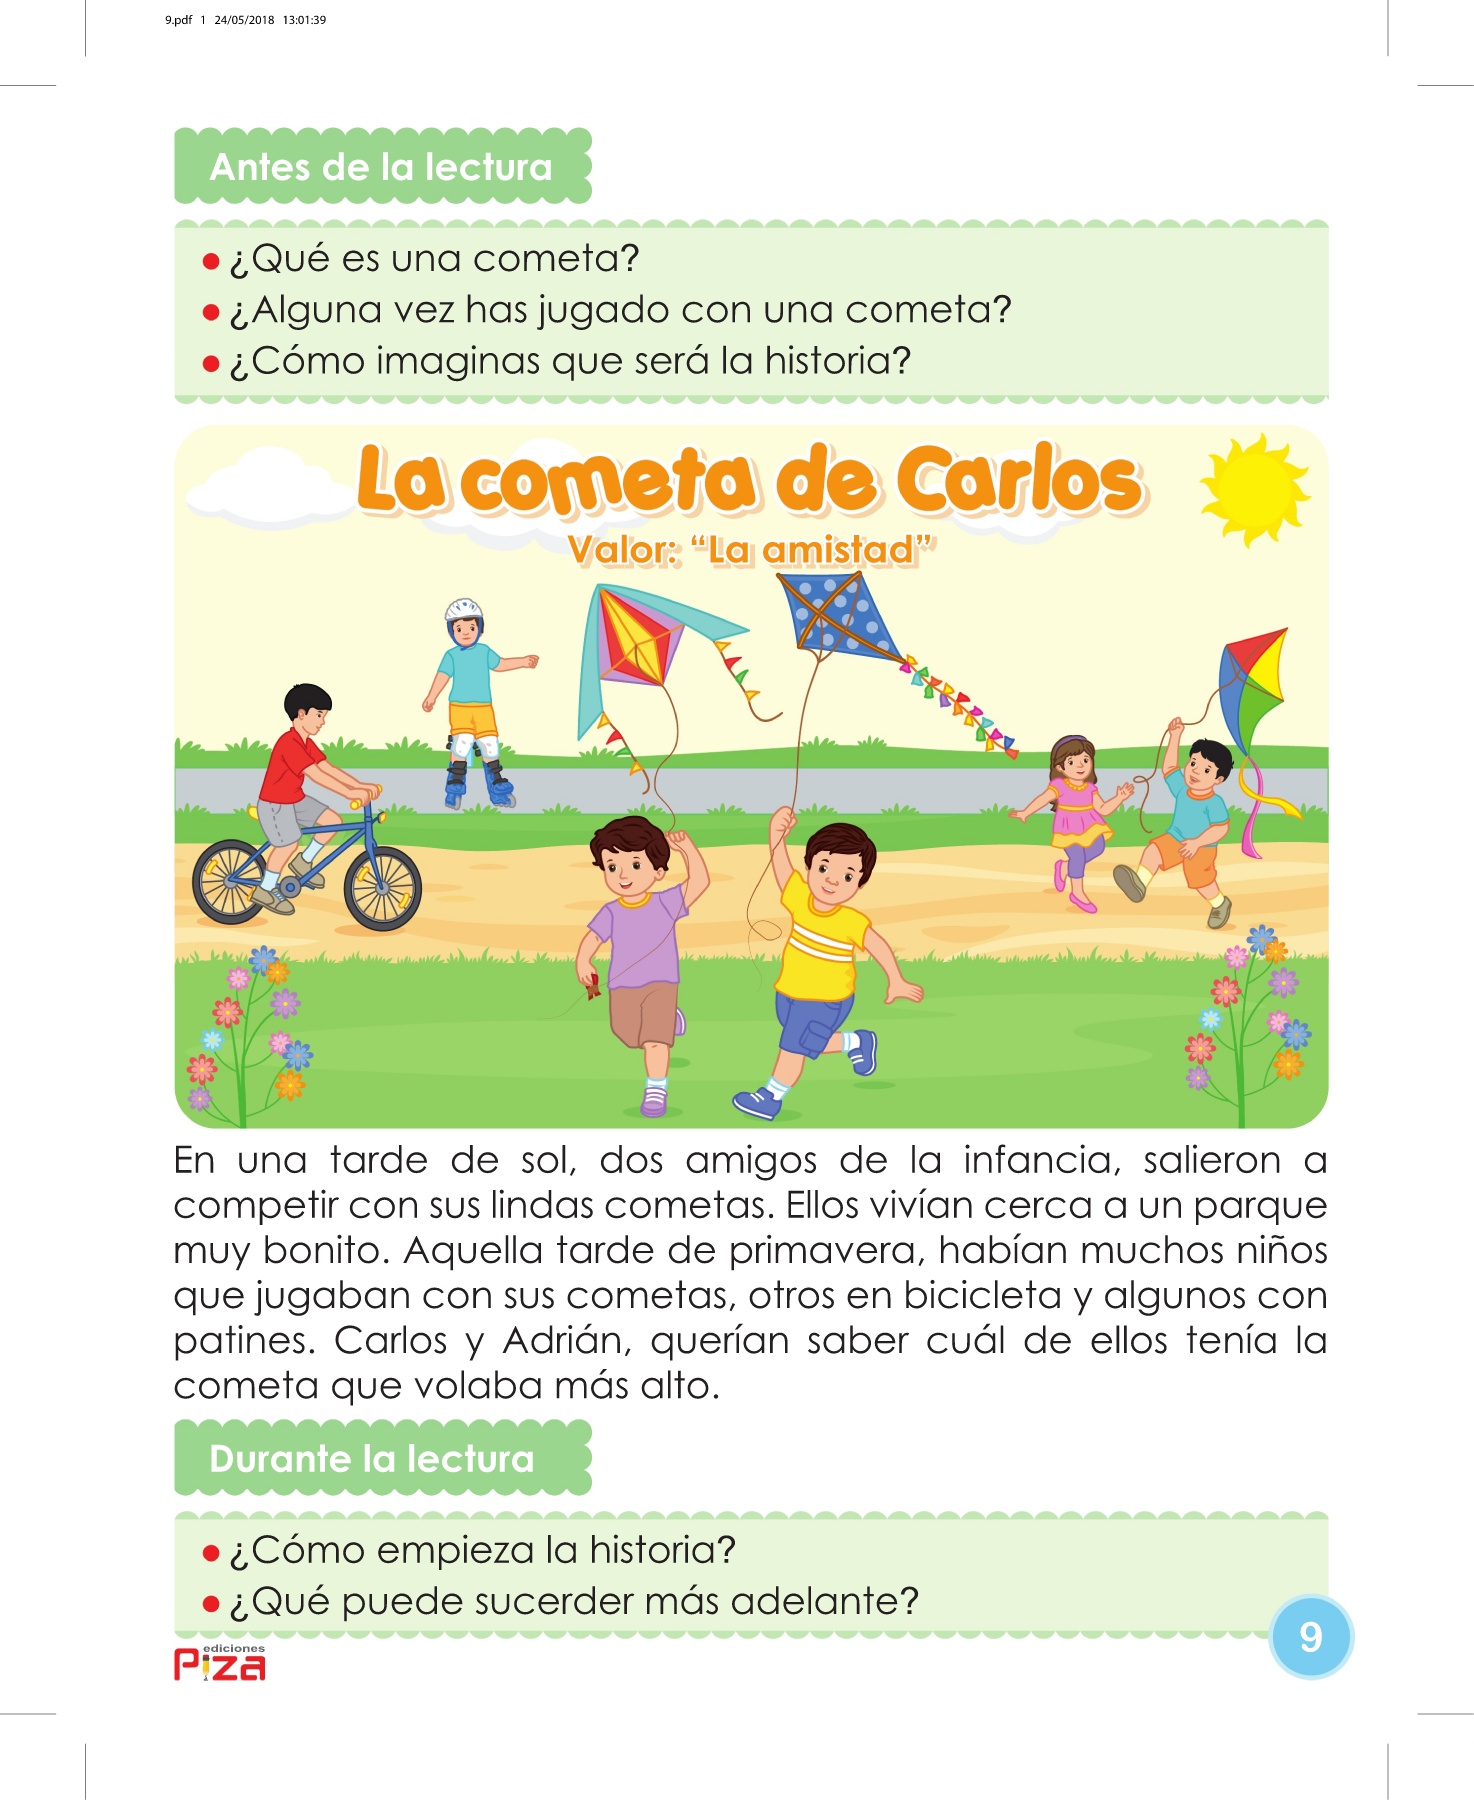 9.pdf 1 24/05/2018 13:01:39
Antes de la lectura
● ¿Qué es una cometa?
● ¿Alguna vez has jugado con una cometa?
● ¿Cómo imaginas que será la historia?
La cometa de Carlos
Valor: “La amistad”
En una tarde de sol, dos amigos de la infancia, salieron a
competir con sus lindas cometas. Ellos vivían cerca a un parque
muy bonito. Aquella tarde de primavera, habían muchos niños
que jugaban con sus cometas, otros en bicicleta y algunos con
patines. Carlos y Adrián, querían saber cuál de ellos tenía la
cometa que volaba más alto.
Durante la lectura
● ¿Cómo empieza la historia?
● ¿Qué puede sucerder más adelante?
ediciones
Piza
9